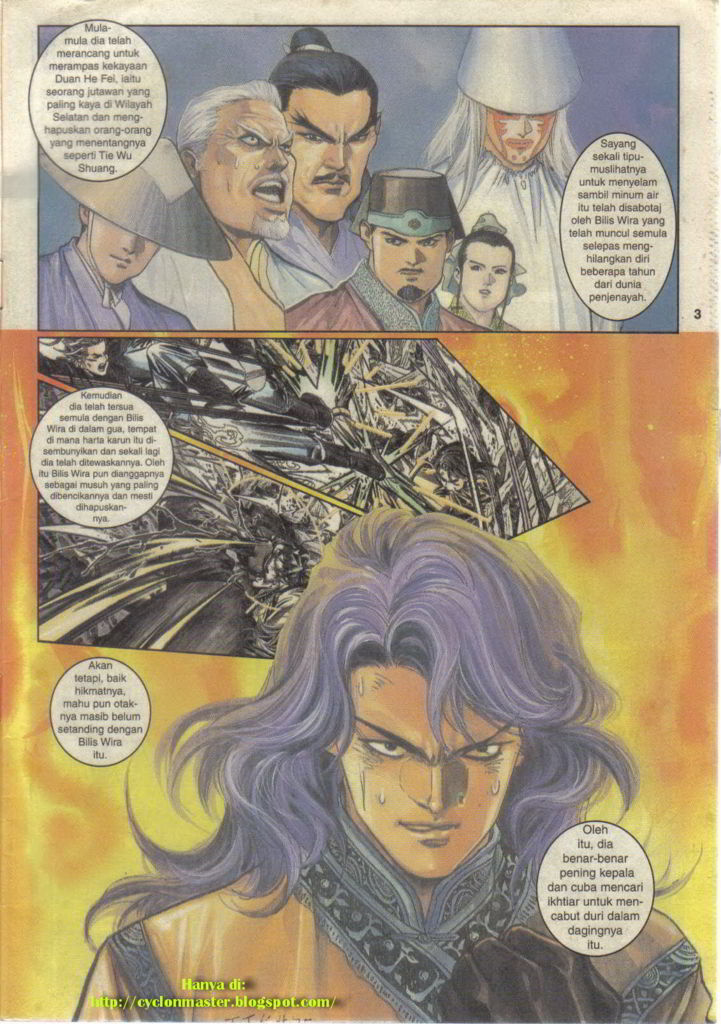 Mula-
mula dia telah
merancang untuk
merampas kekayaan
Duan He Fei, iaitu
seorang jutawan yang
paling kaya di Wilayah
Selatan dan meng-
hapuskan orang-orang
yang menentangnya
seperti Tie Wu
Shuang.
Sayang
sekali tipu-
muslihatnya
untuk menyelam
sambil minum air
itu telah disabotaj
oleh Bilis Wira yang
telah muncul semula
selepas meng-
hilangkan diri
beberapa tahun
dari dunia
penjenayah.
3
Kemudian
dia telah tersua
semula dengan Bilis
Wira di dalam gua, tempat
di mana harta karun itu di-
sembunyikan dan sekali lagi
dia telah ditewaskannya. Oleh
itu Bilis Wira pun dianggapnya
sebagai musuh yang paling
dibencikannya dan mesti
dihapuskan-
nya.
Akan
tetapi, baik
hikmatnya,
mahu pun otak-
nya masib belum
setanding dengan
Bilis Wira
itu.
Oleh
itu, dia
benar-benar
pening kepala
dan cuba mencari
ikhtiar untuk men-
cabut duri dalam
dagingnya
itu.
Hanya di:
http://cyclonmaster.blogspot.com/